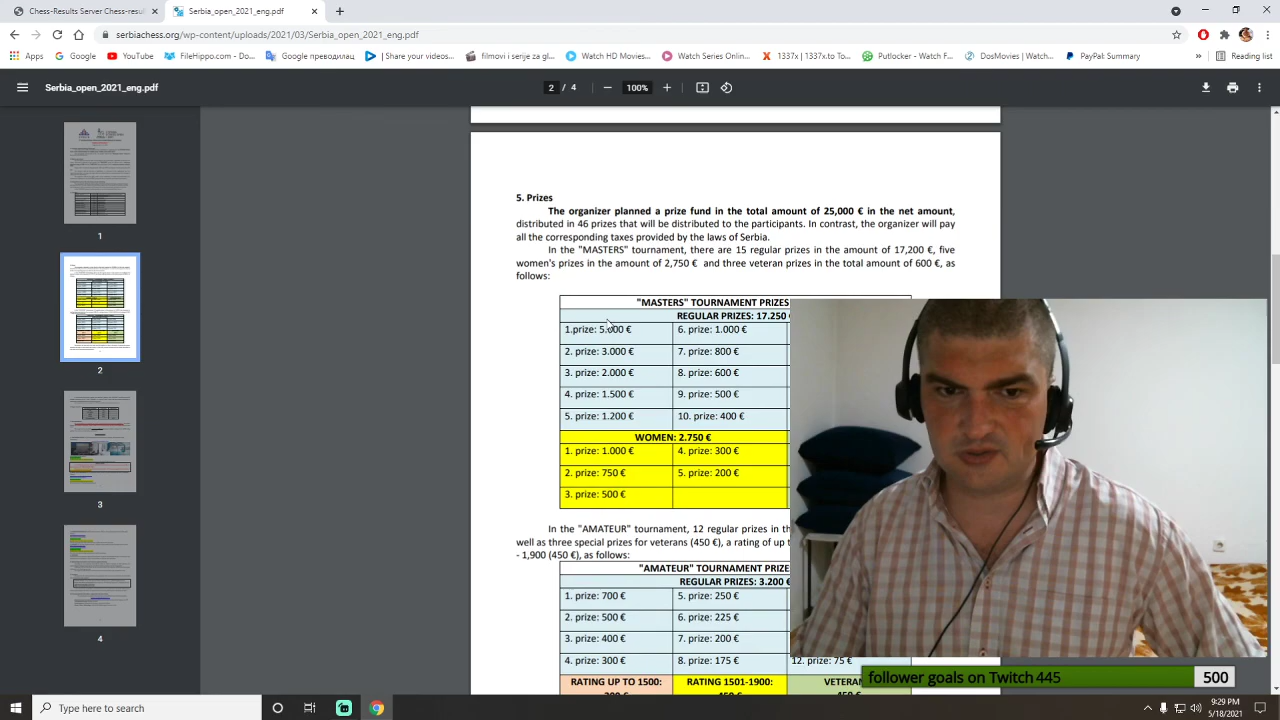 Chess-Results Server Chess-resul
Serbia_open_2021_eng.pdf
serbiachess.org/wp-content/uploads/2021/03/Serbia_open_2021_eng.pdf
Apps Google YouTube FileHippo.com - Do... Google преводилац | Share your videos... filmovi i serije za gl... Watch HD Movies... Watch Series Onlin... 1337x | 1337x.to To... Putlocker - Watch F... DosMovies | Watch... PayPal: Summary » Reading list
Serbia_open_2021_eng.pdf 2 / 4 100%
1
2
3
4
5. Prizes
The organizer planned a prize fund in the total amount of 25,000 € in the net amount,
distributed in 46 prizes that will be distributed to the participants. In contrast, the organizer will pay
all the corresponding taxes provided by the laws of Serbia.
In the "MASTERS" tournament, there are 15 regular prizes in the amount of 17,200 €, five
women's prizes in the amount of 2,750 € and three veteran prizes in the total amount of 600 €, as
follows:
"MASTERS" TOURNAMENT PRIZES
REGULAR PRIZES: 17.250
1.prize: 5.000 € 6. prize: 1.000 €
2. prize: 3.000 € 7. prize: 800 €
3. prize: 2.000 € 8. prize: 600 €
4. prize: 1.500 € 9. prize: 500 €
5. prize: 1.200 € 10. prize: 400 €
WOMEN: 2.750 €
1. prize: 1.000 € 4. prize: 300 €
2. prize: 750 € 5. prize: 200 €
3. prize: 500 €
In the "AMATEUR" tournament, 12 regular prizes in th
well as three special prizes for veterans (450 €), a rating of up t
- 1,900 (450 €), as follows:
"AMATEUR" TOURNAMENT PRIZE
REGULAR PRIZES: 3.200 €
1. prize: 700 € 5. prize: 250 €
2. prize: 500 € 6. prize: 225 €
3. prize: 400 € 7. prize: 200 €
4. prize: 300 € 8. prize: 175 € 12. prize: 75 €
RATING UP TO 1500: RATING 1501-1900: VETERAN
follower goals on Twitch 445 500
Type here to search
9:29 PM
5/18/2021